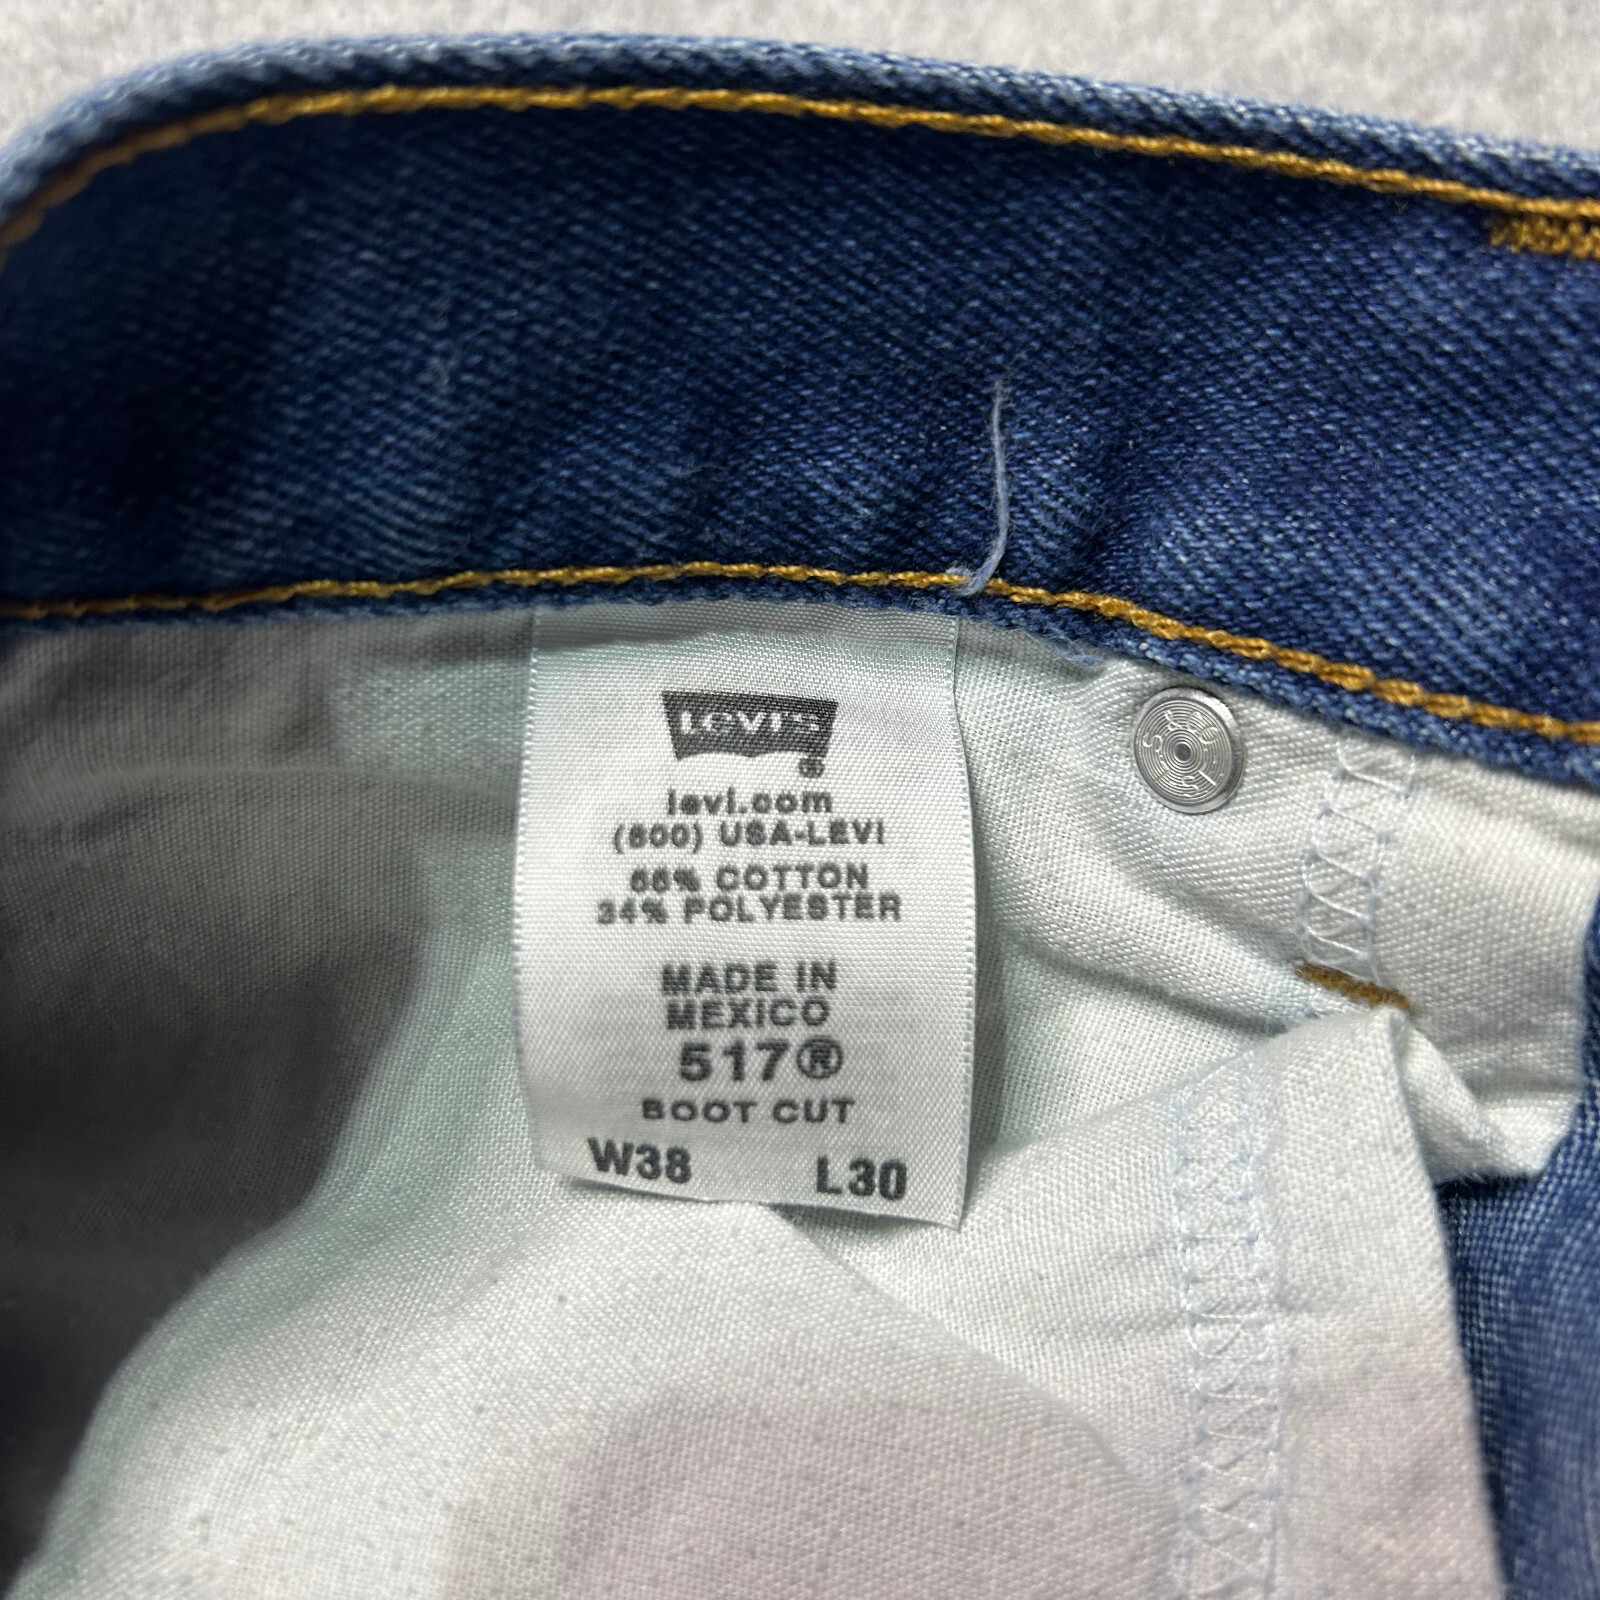 LEVI'S
®
levi.com
(800) USA-LEVI
66% COTTON
34% POLYESTER
MADE IN
MEXICO
517®
BOOT CUT
W38 L30